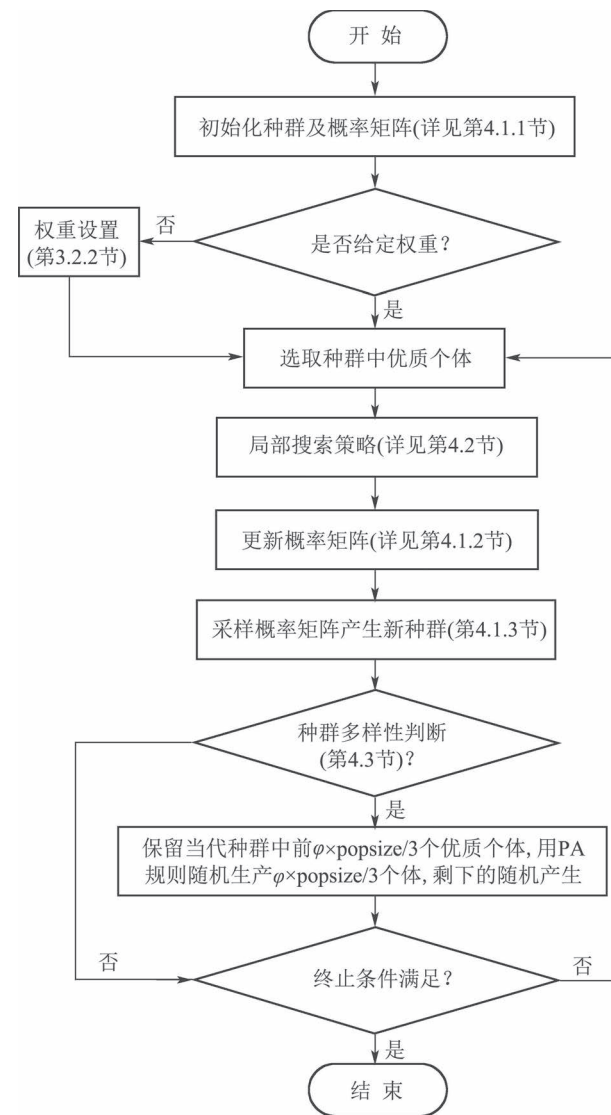 开 始
初始化种群及概率矩阵(详见第4.1.1节)
否
权重设置
(第3.2.2节)
是否给定权重?
是
选取种群中优质个体
局部搜索策略(详见第4.2节)
更新概率矩阵(详见第4.1.2节)
采样概率矩阵产生新种群(第4.1.3节)
种群多样性判断
(第4.3节)?
是
保留当代种群中前φ×popsize/3个优质个体, 用PA
规则随机生产φ×popsize/3个体, 剩下的随机产生
否
终止条件满足?
否
是
结 束